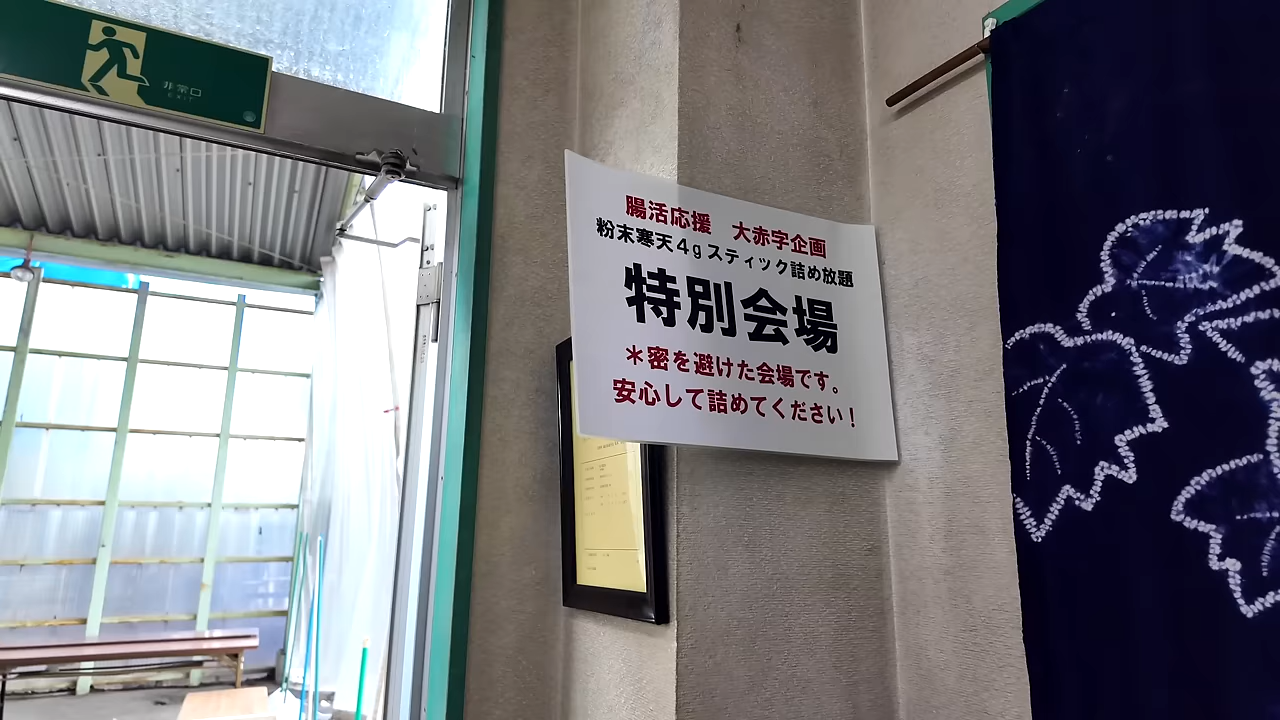 非常口
EXIT
腸活応援　大赤字企画
粉末寒天4gスティック詰め放題
特別会場
＊密を避けた会場です。
安心して詰めてください！